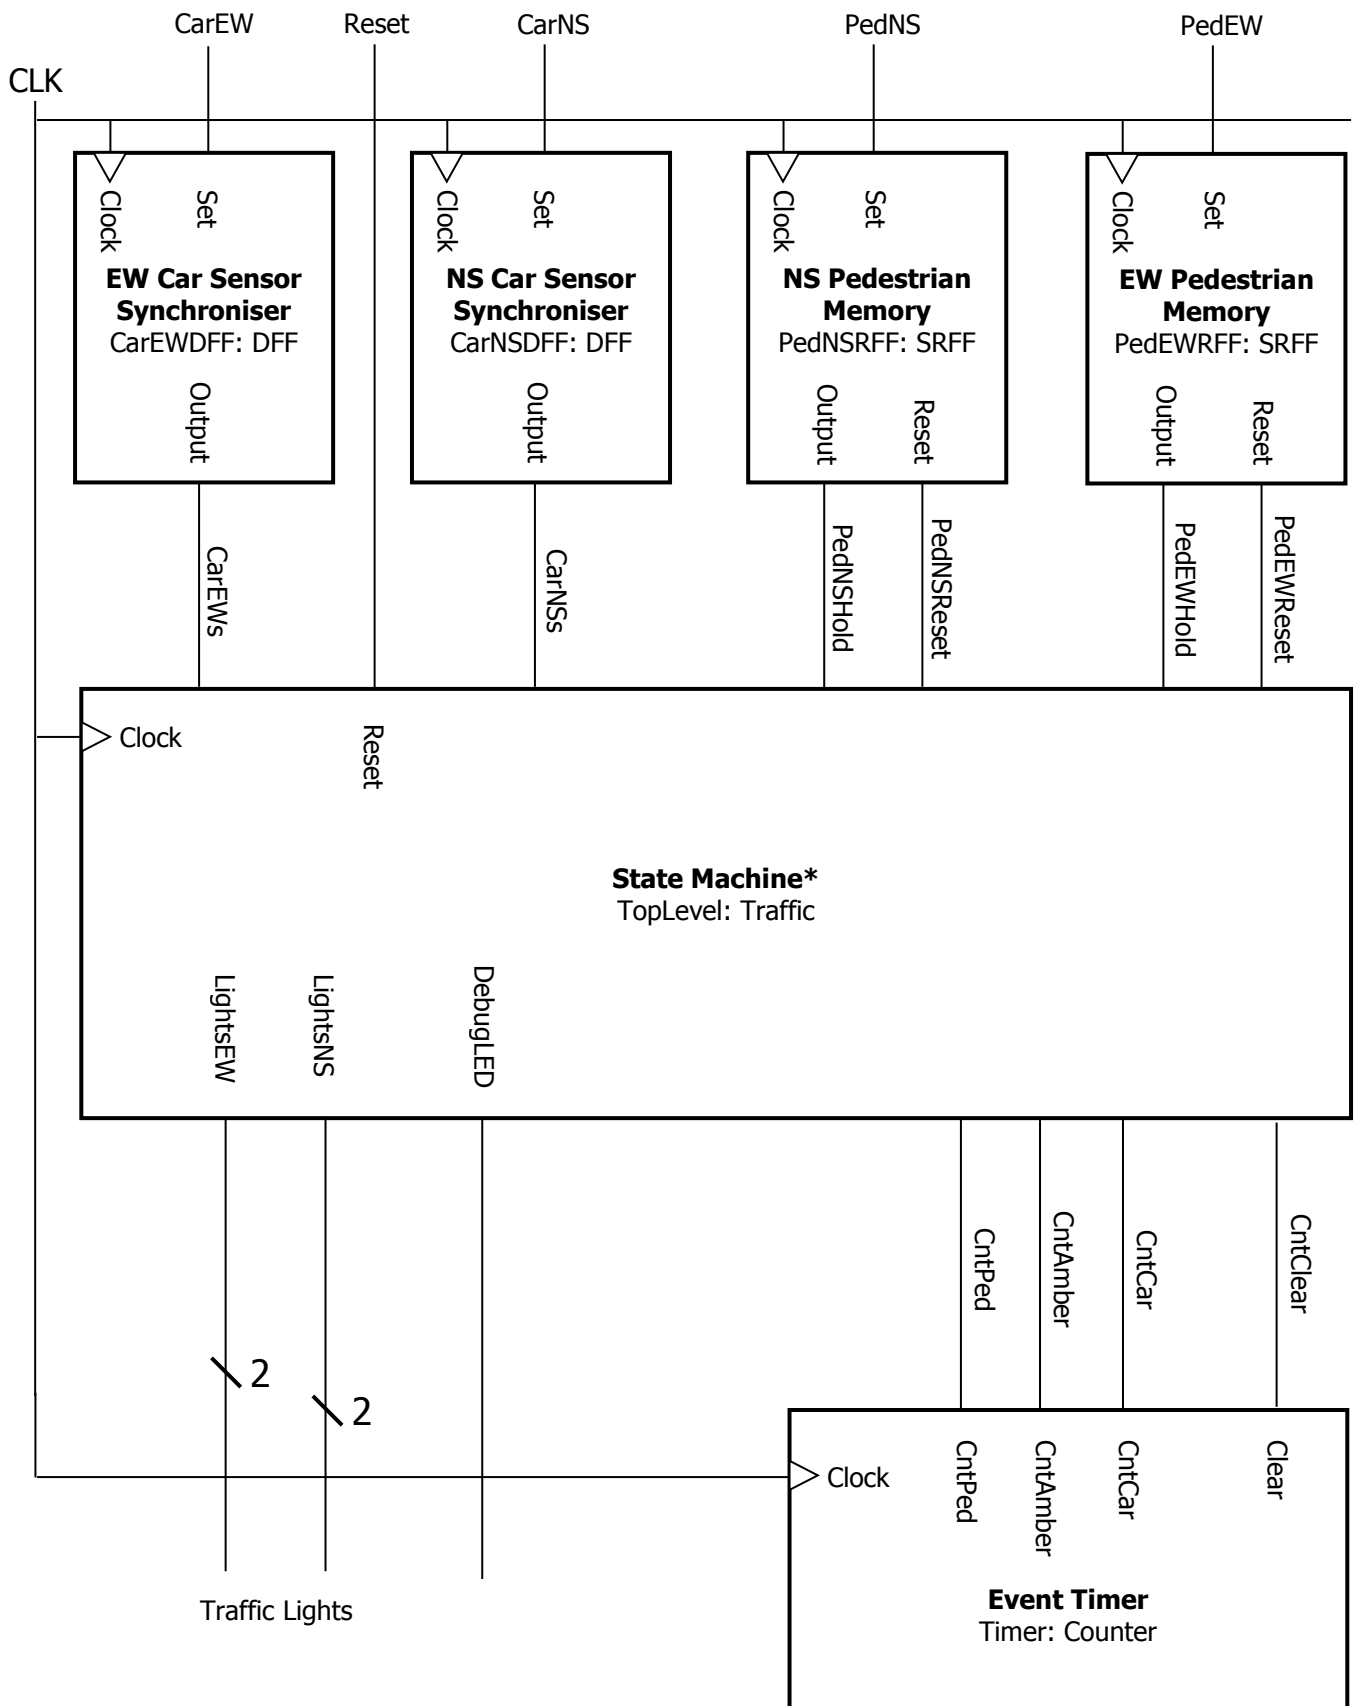 CarEW
Reset
CarNS
PedNS
PedEW
CLK
Clock
Set
EW Car Sensor
Synchroniser
CarEWDFF: DFF
Output
Clock
Set
NS Car Sensor
Synchroniser
CarNSDFF: DFF
Output
Clock
Set
NS Pedestrian
Memory
PedNSRFF: SRFF
Output
Reset
Clock
Set
EW Pedestrian
Memory
PedEWRFF: SRFF
Output
Reset
CarEWs
CarNSs
PedNSHold
PedNSReset
PedEWHold
PedEWReset
Clock
Reset
State Machine*
TopLevel: Traffic
LightsEW
LightsNS
DebugLED
CntPed
CntAmber
CntCar
CntClear
2
2
Clock
CntPed
CntAmber
CntCar
Clear
Event Timer
Timer: Counter
Traffic Lights